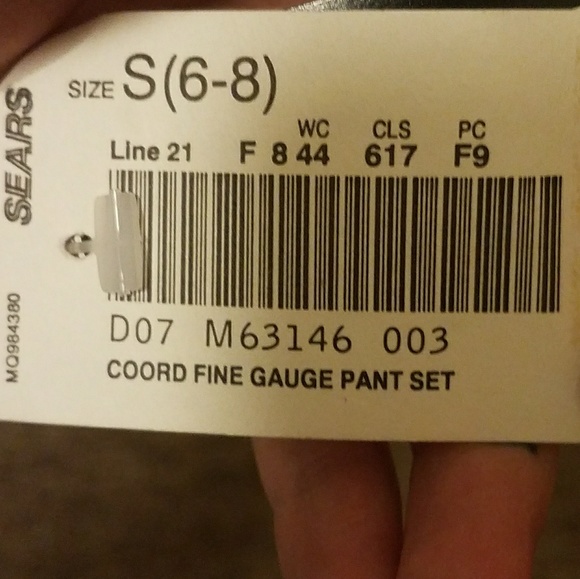 SIZE S(6-8)
WC CLS PC
Line 21 F 8 44 617 F9
D07 M63146 003
COORD FINE GAUGE PANT SET
SEARS
MQ984380